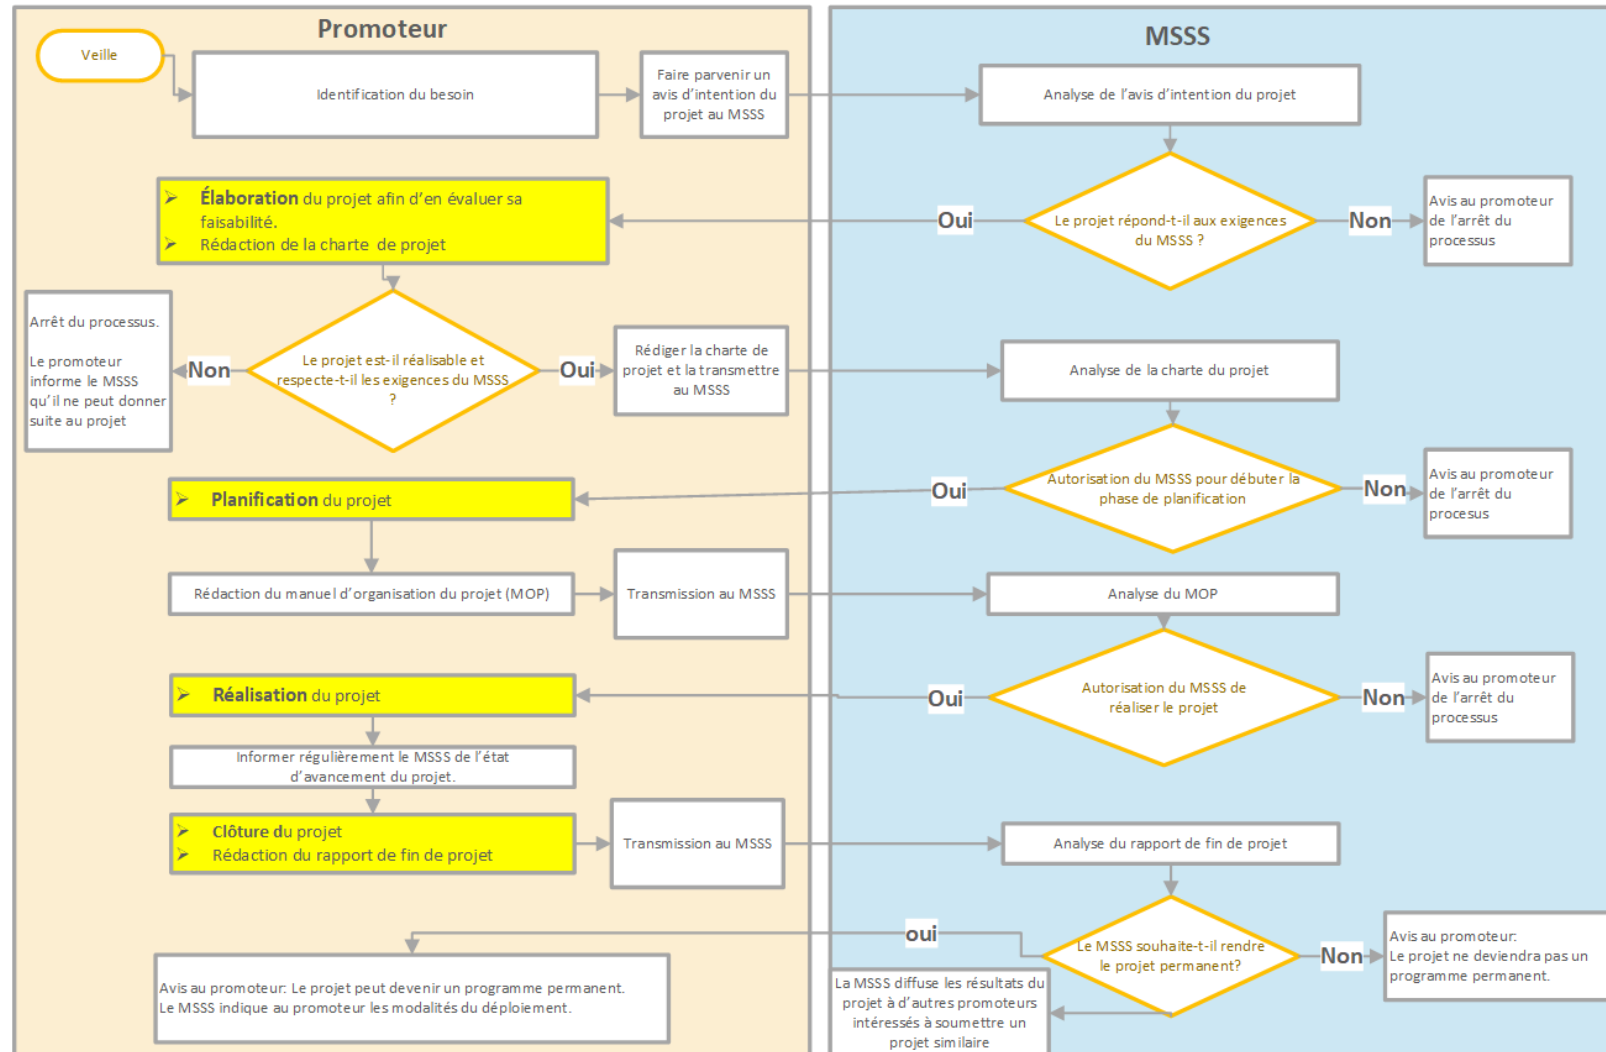 Promoteur
MSSS
Veille
Identification du besoin
Faire parvenir un
avis d’intention du
projet au MSSS
Analyse de l’avis d’intention du projet
➢ Élaboration du projet afin d’en évaluer sa
faisabilité.
➢ Rédaction de la charte de projet
Oui
Le projet répond-t-il aux exigences
du MSSS ?
Non
Avis au promoteur
de l’arrêt du
processus
Arrêt du processus.
Le promoteur
informe le MSSS
qu’il ne peut donner
suite au projet
Non
Le projet est-il réalisable et
respecte-t-il les exigences du MSSS
?
Oui
Rédiger la charte de
projet et la transmettre
au MSSS
Analyse de la charte du projet
➢ Planification du projet
Oui
Autorisation du MSSS pour débuter la
phase de planification
Non
Avis au promoteur
de l’arrêt du
procesus
Rédaction du manuel d’organisation du projet (MOP)
Transmission au MSSS
Analyse du MOP
➢ Réalisation du projet
Oui
Autorisation du MSSS de
réaliser le projet
Non
Avis au promoteur
de l’arrêt du
processus
Informer régulièrement le MSSS de l’état
d’avancement du projet.
➢ Clôture du projet
➢ Rédaction du rapport de fin de projet
Transmission au MSSS
Analyse du rapport de fin de projet
oui
Le MSSS souhaite-t-il rendre
le projet permanent?
Non
Avis au promoteur:
Le projet ne deviendra pas un
programme permanent.
Avis au promoteur: Le projet peut devenir un programme permanent.
Le MSSS indique au promoteur les modalités du déploiement.
La MSSS diffuse les résultats du
projet à d’autres promoteurs
intéressés à soumettre un
projet similaire